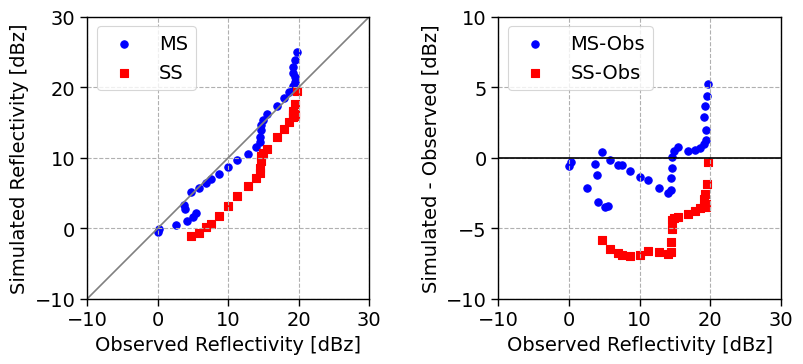 Simulated Reflectivity [dBz]
30
20
10
0
−10
MS
SS
−10 0 10 20 30
Observed Reflectivity [dBz]
Simulated - Observed [dBz]
10
5
0
−5
−10
MS-Obs
SS-Obs
−10 0 10 20 30
Observed Reflectivity [dBz]